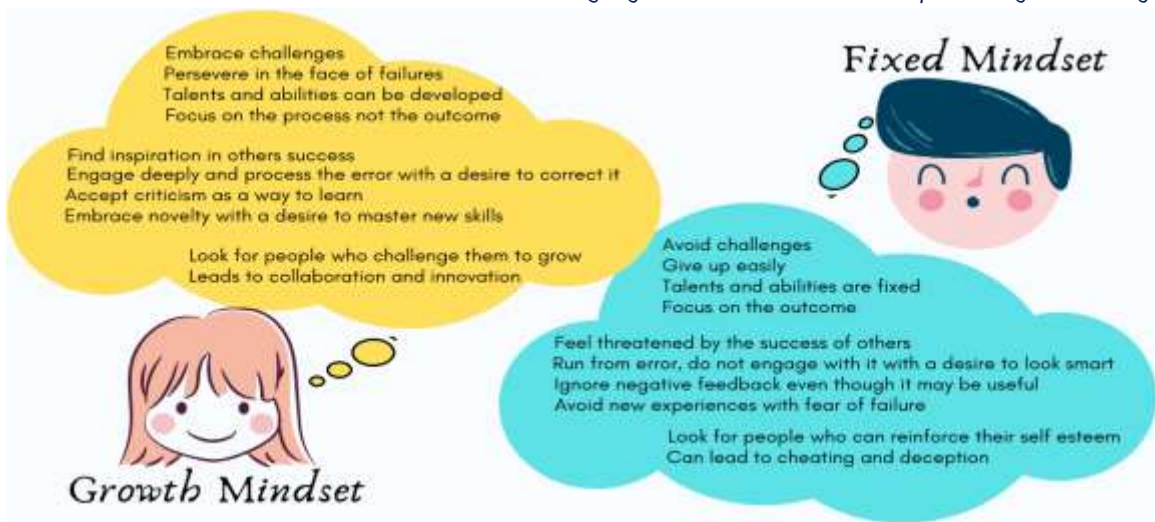 Embrace challenges
Persevere in the face of failures
Talents and abilities can be developed
Focus on the process not the outcome
Find inspiration in others success
Engage deeply and process the error with a desire to correct it
Accept criticism as a way to learn
Embrace novelty with a desire to master new skills
Look for people who challenge them to grow
Leads to collaboration and innovation
Growth Mindset
Fixed Mindset
Avoid challenges
Give up easily
Talents and abilities are fixed
Focus on the outcome
Feel threatened by the success of others
Run from error, do not engage with it with a desire to look smart
Ignore negative feedback even though it may be useful
Avoid new experiences with fear of failure
Look for people who can reinforce their self esteem
Can lead to cheating and deception